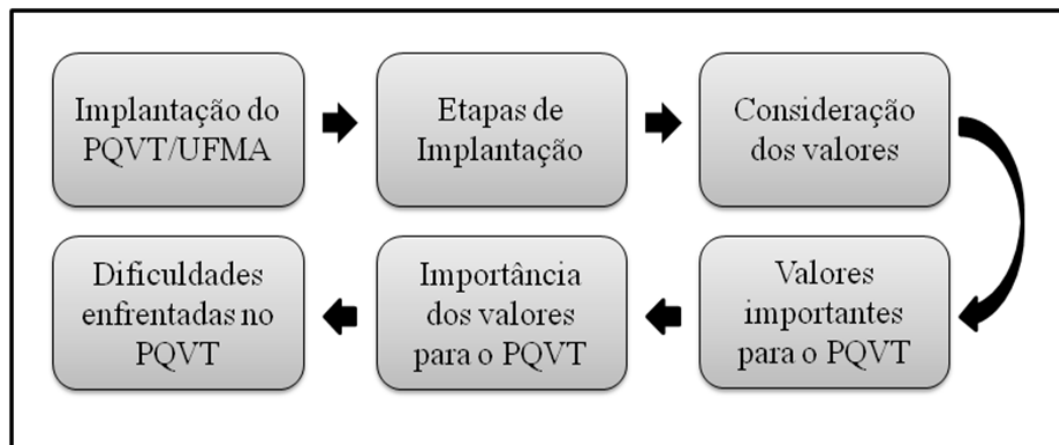 Implantação do
PQVT/UFMA
Etapas de
Implantação
Consideração
dos valores
Valores
importantes
para o PQVT
Importância
dos valores
para o PQVT
Dificuldades
enfrentadas no
PQVT